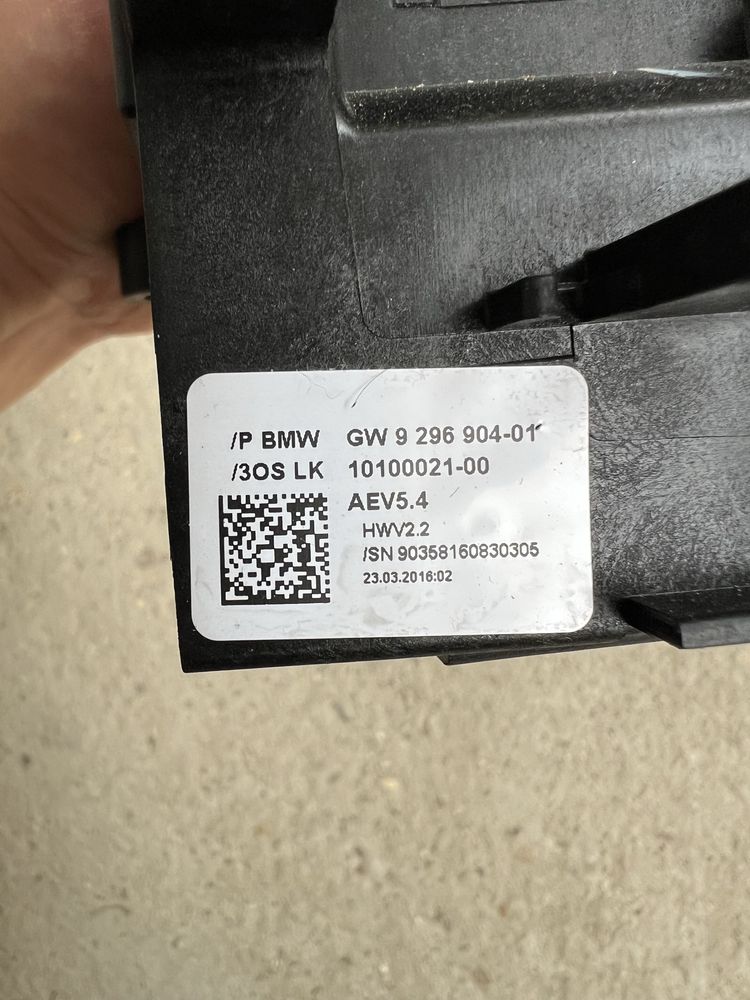 /P BMW GW 9 296 904-01
/3OS LK 10100021-00
AEV5.4
HWV2.2
/SN 90358160830305
23.03.2016:02